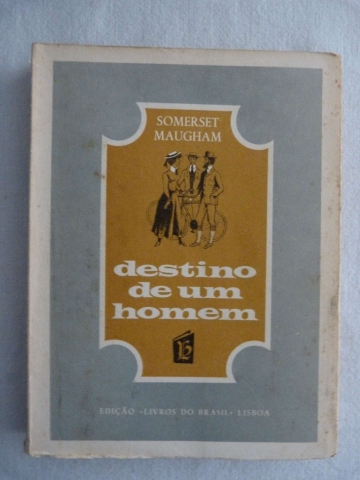 SOMERSET
MAUGHAM
destino
de um
homem
EDIÇÃO «LIVROS DO BRASIL» LISBOA